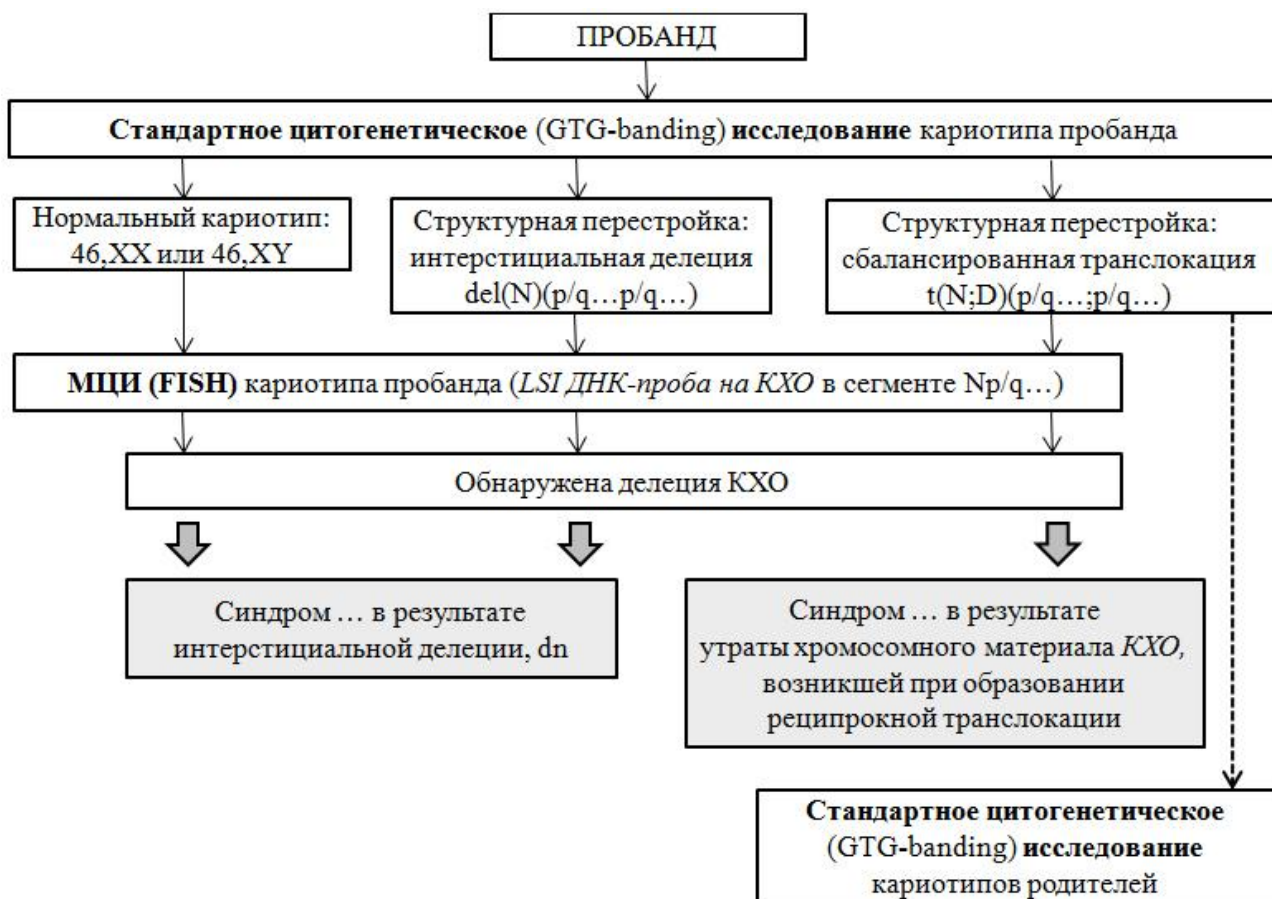 ПРОБАНД
Стандартное цитогенетическое (GTG-banding) исследование кариотипа пробанда
Нормальный кариотип:
46,XX или 46,XY
Структурная перестройка:
интерстициальная делеция
del(N)(p/q…p/q…)
Структурная перестройка:
сбалансированная транслокация
t(N;D)(p/q…;p/q…)
МЦИ (FISH) кариотипа пробанда (LSI ДНК-проба на КХО в сегменте Np/q…)
Обнаружена делеция КХО
Синдром … в результате
интерстициальной делеции, dn
Синдром … в результате
утраты хромосомного материала КХО,
возникшей при образовании
реципрокной транслокации
Стандартное цитогенетическое
(GTG-banding) исследование
кариотипов родителей